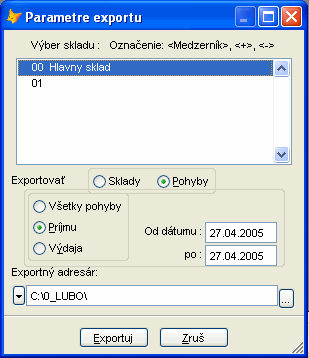 Parametre exportu
Výber skladu : Označenie: <Medzerník>, <+>, <->
00 Hlavny sklad
01
Exportovať Sklady Pohyby
Všetky pohyby
Príjmu
Výdaja
Od dátumu : 27.04.2005
po : 27.04.2005
Exportný adresár:
C:\0_LUBO\
...
Exportuj Zruš